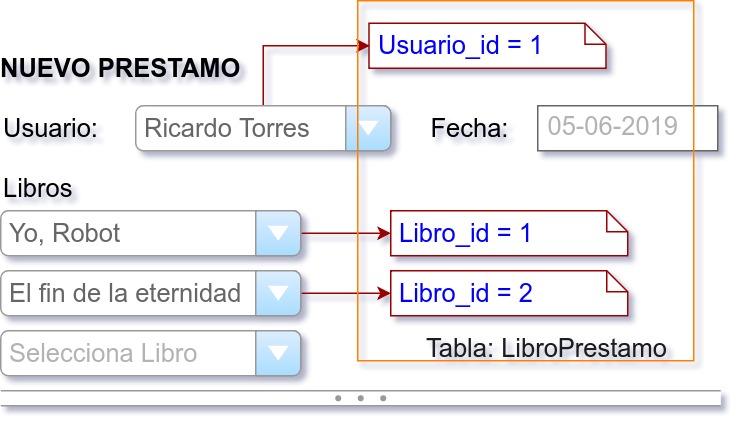 Usuario_id = 1
NUEVO PRESTAMO
Usuario: Ricardo Torres Fecha: 05-06-2019
Libros
Yo, Robot Libro_id = 1
El fin de la eternidad Libro_id = 2
Selecciona Libro Tabla: LibroPrestamo